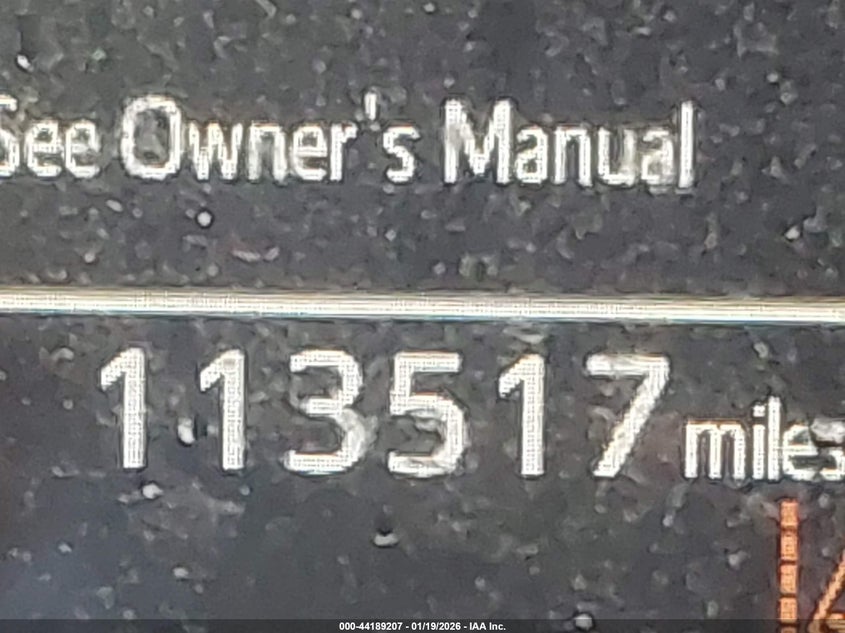 See Owner's Manual
113517 miles
000-44189207 - 01/19/2026 - IAA Inc.